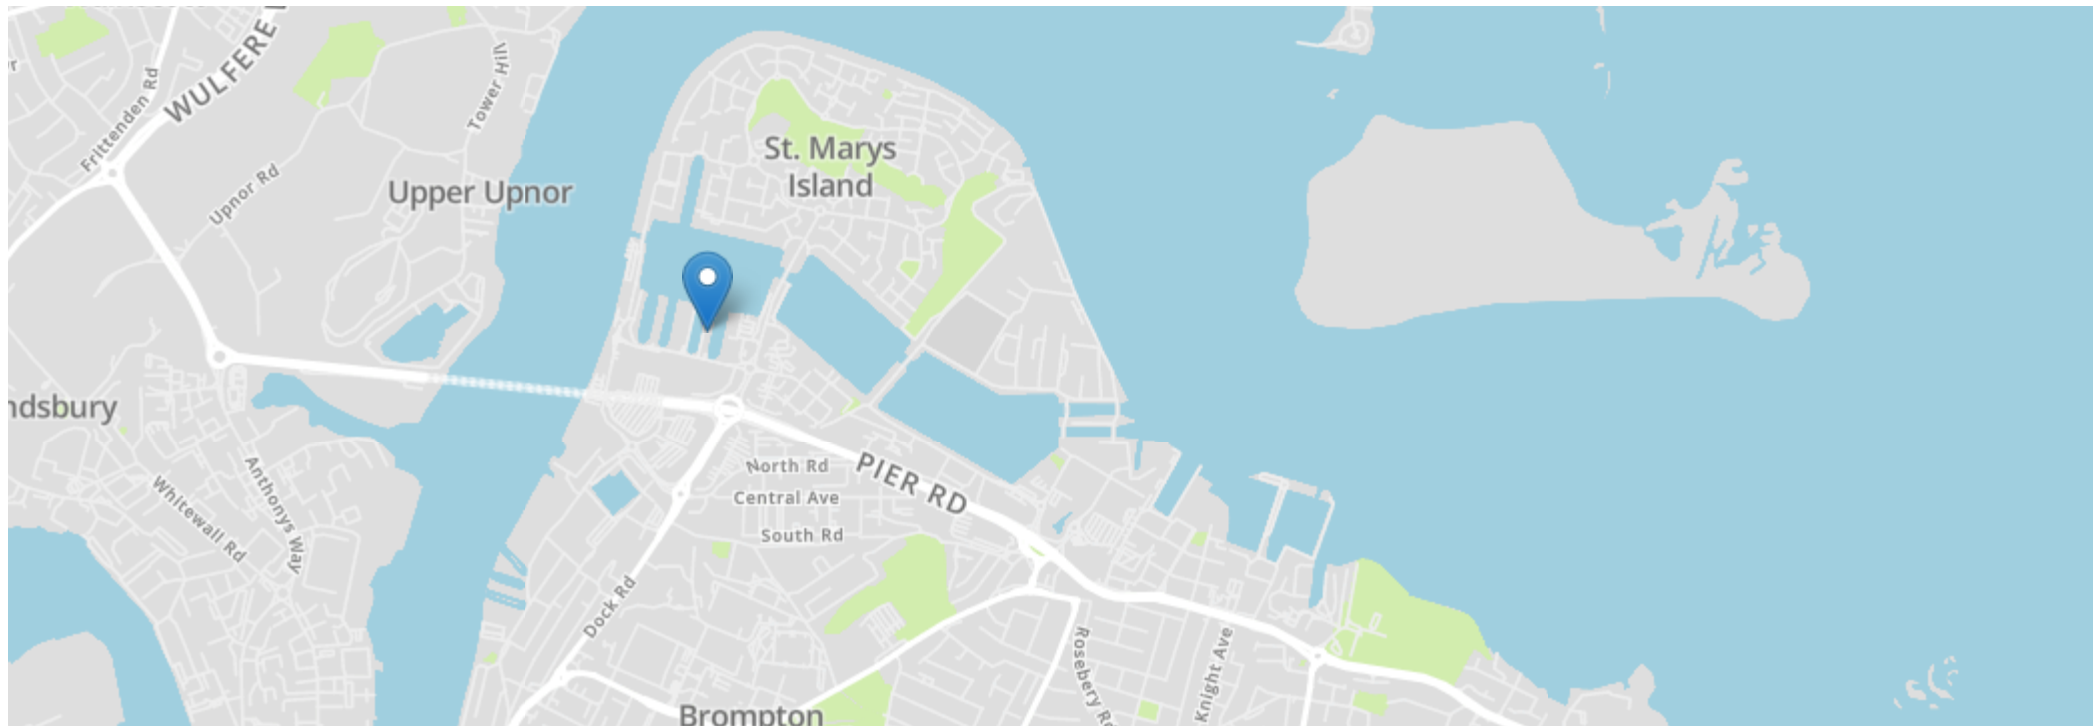 Frittenden Rd
WULFERE
Tower Hill
Upnor Rd
Upper Upnor
St. Marys
Island
ndsbury
Whitewall Rd
Anthonys Way
North Rd
Central Ave
South Rd
PIER RD
Dock Rd
Rosebery Ro
Knight Ave
Brompton